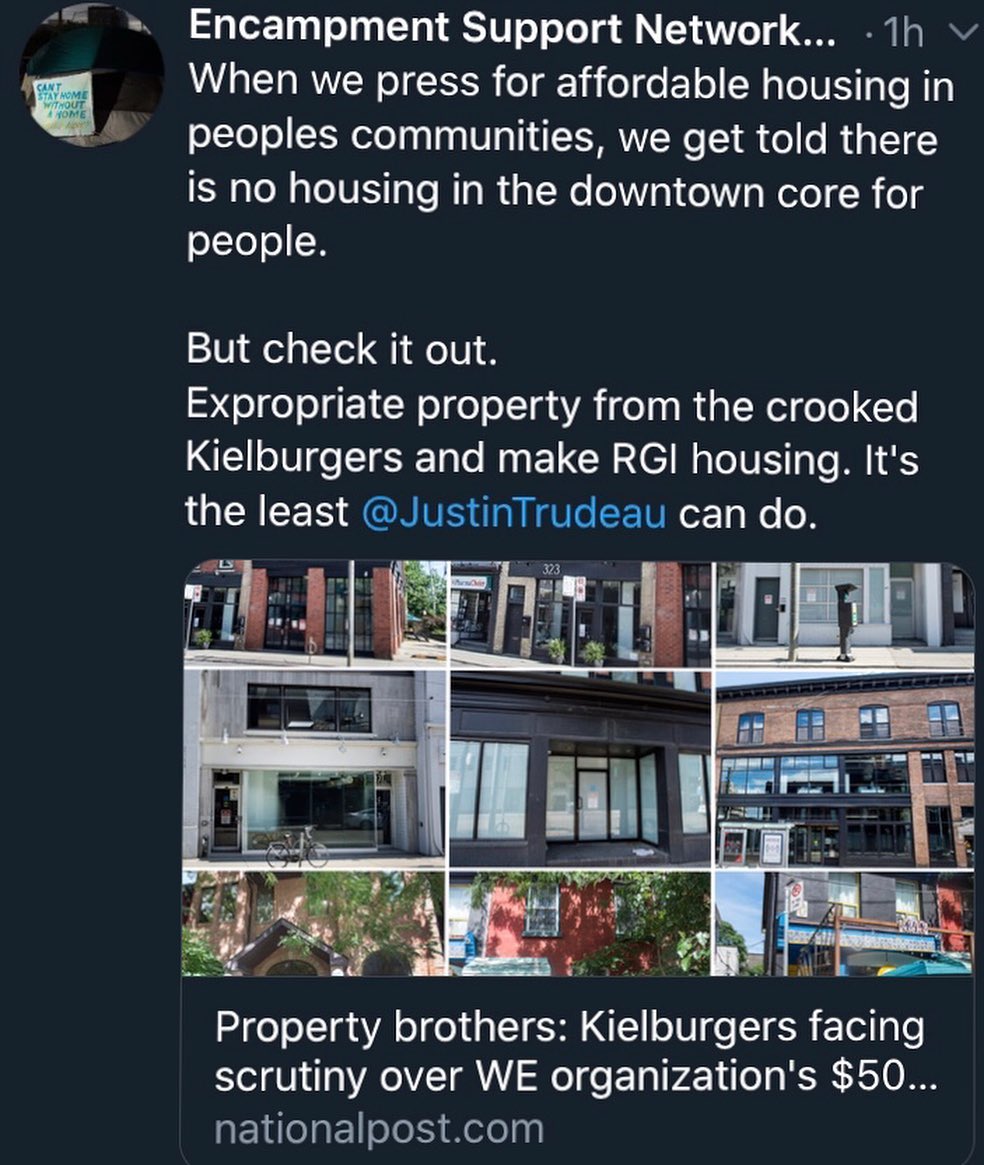 Encampment Support Network... · 1h
When we press for affordable housing in
peoples communities, we get told there
is no housing in the downtown core for
people.
But check it out.
Expropriate property from the crooked
Kielburgers and make RGI housing. It's
the least @JustinTrudeau can do.
CANT
STAY HOME
WITHOUT
A HOME
323
Property brothers: Kielburgers facing
scrutiny over WE organization's $50...
nationalpost.com